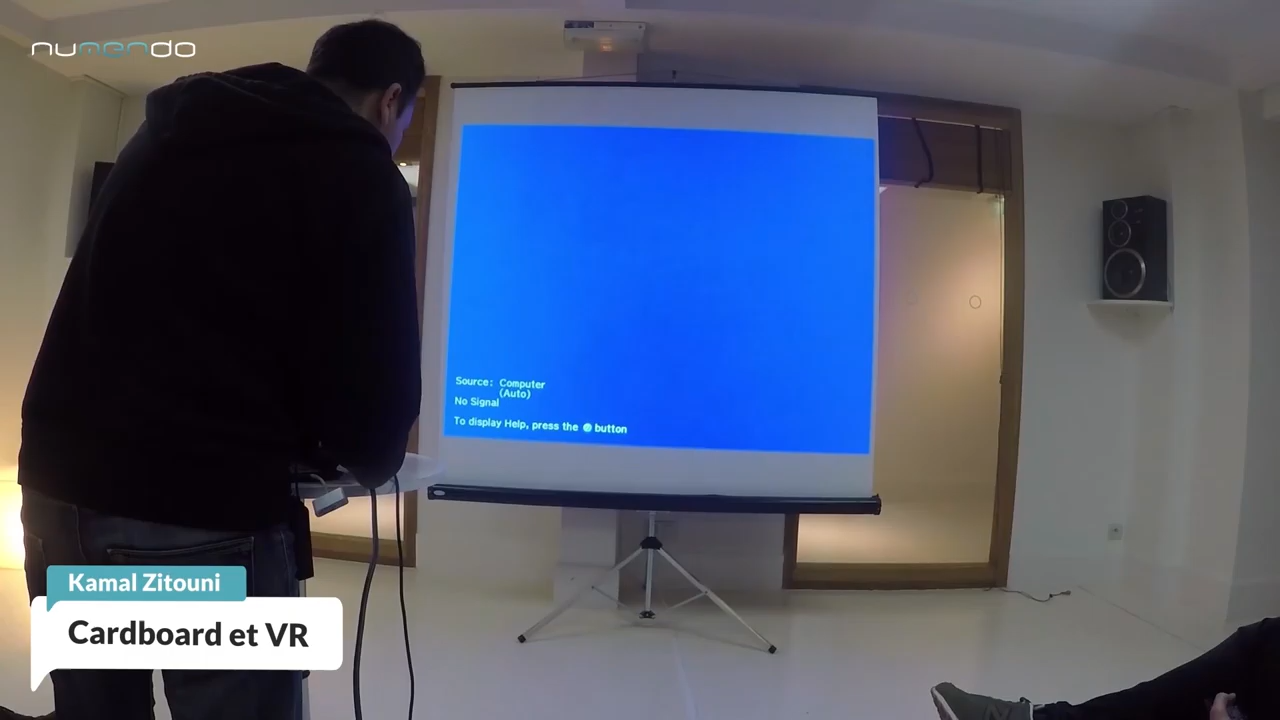 numendo
Source: Computer
(Auto)
No Signal
To display Help, press the button
Kamal Zitouni
Cardboard et VR